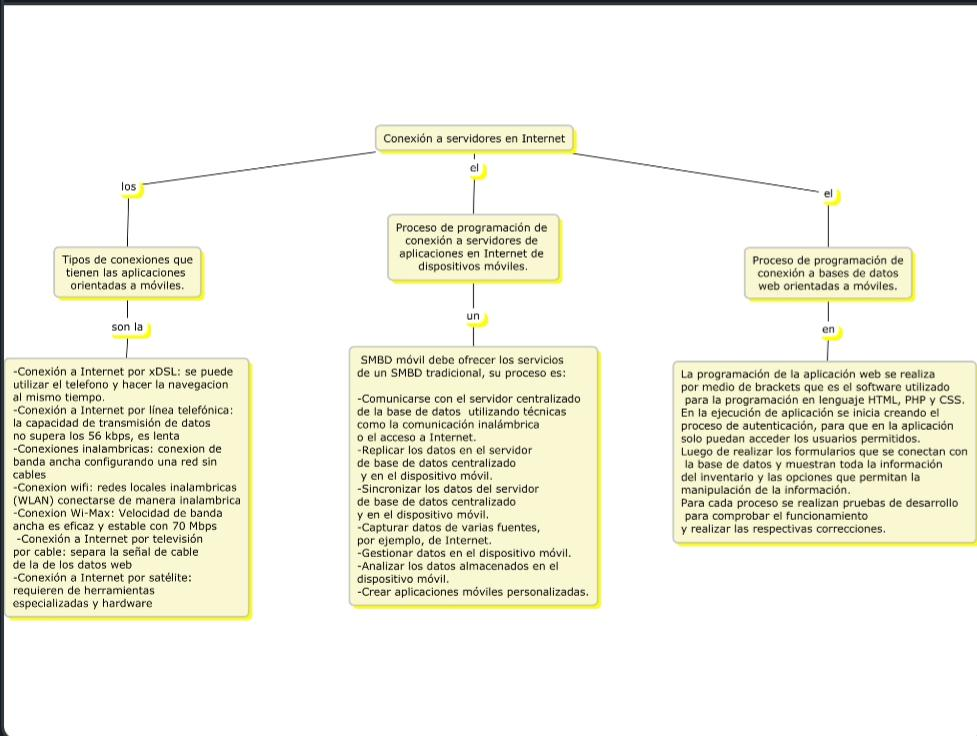 Conexión a servidores en Internet
los
el
el
Tipos de conexiones que
tienen las aplicaciones
orientadas a móviles.
Proceso de programación de
conexión a servidores de
aplicaciones en Internet de
dispositivos móviles.
Proceso de programación de
conexión a bases de datos
web orientadas a móviles.
son la
un
en
-Conexión a Internet por xDSL: se puede
utilizar el telefono y hacer la navegacion
al mismo tiempo.
-Conexión a Internet por línea telefónica:
la capacidad de transmisión de datos
no supera los 56 kbps, es lenta
-Conexiones inalambricas: conexion de
banda ancha configurando una red sin
cables
-Conexion wifi: redes locales inalambricas
(WLAN) conectarse de manera inalambrica
-Conexion Wi-Max: Velocidad de banda
ancha es eficaz y estable con 70 Mbps
-Conexión a Internet por televisión
por cable: separa la señal de cable
de la de los datos web
-Conexión a Internet por satélite:
requieren de herramientas
especializadas y hardware
SMBD móvil debe ofrecer los servicios
de un SMBD tradicional, su proceso es:
-Comunicarse con el servidor centralizado
de la base de datos utilizando técnicas
como la comunicación inalámbrica
o el acceso a Internet.
-Replicar los datos en el servidor
de base de datos centralizado
y en el dispositivo móvil.
-Sincronizar los datos del servidor
de base de datos centralizado
y en el dispositivo móvil.
-Capturar datos de varias fuentes,
por ejemplo, de Internet.
-Gestionar datos en el dispositivo móvil.
-Analizar los datos almacenados en el
dispositivo móvil.
-Crear aplicaciones móviles personalizadas.
La programación de la aplicación web se realiza
por medio de brackets que es el software utilizado
para la programación en lenguaje HTML, PHP y CSS.
En la ejecución de aplicación se inicia creando el
proceso de autenticación, para que en la aplicación
solo puedan acceder los usuarios permitidos.
Luego de realizar los formularios que se conectan con
la base de datos y muestran toda la información
del inventario y las opciones que permitan la
manipulación de la información.
Para cada proceso se realizan pruebas de desarrollo
para comprobar el funcionamiento
y realizar las respectivas correcciones.